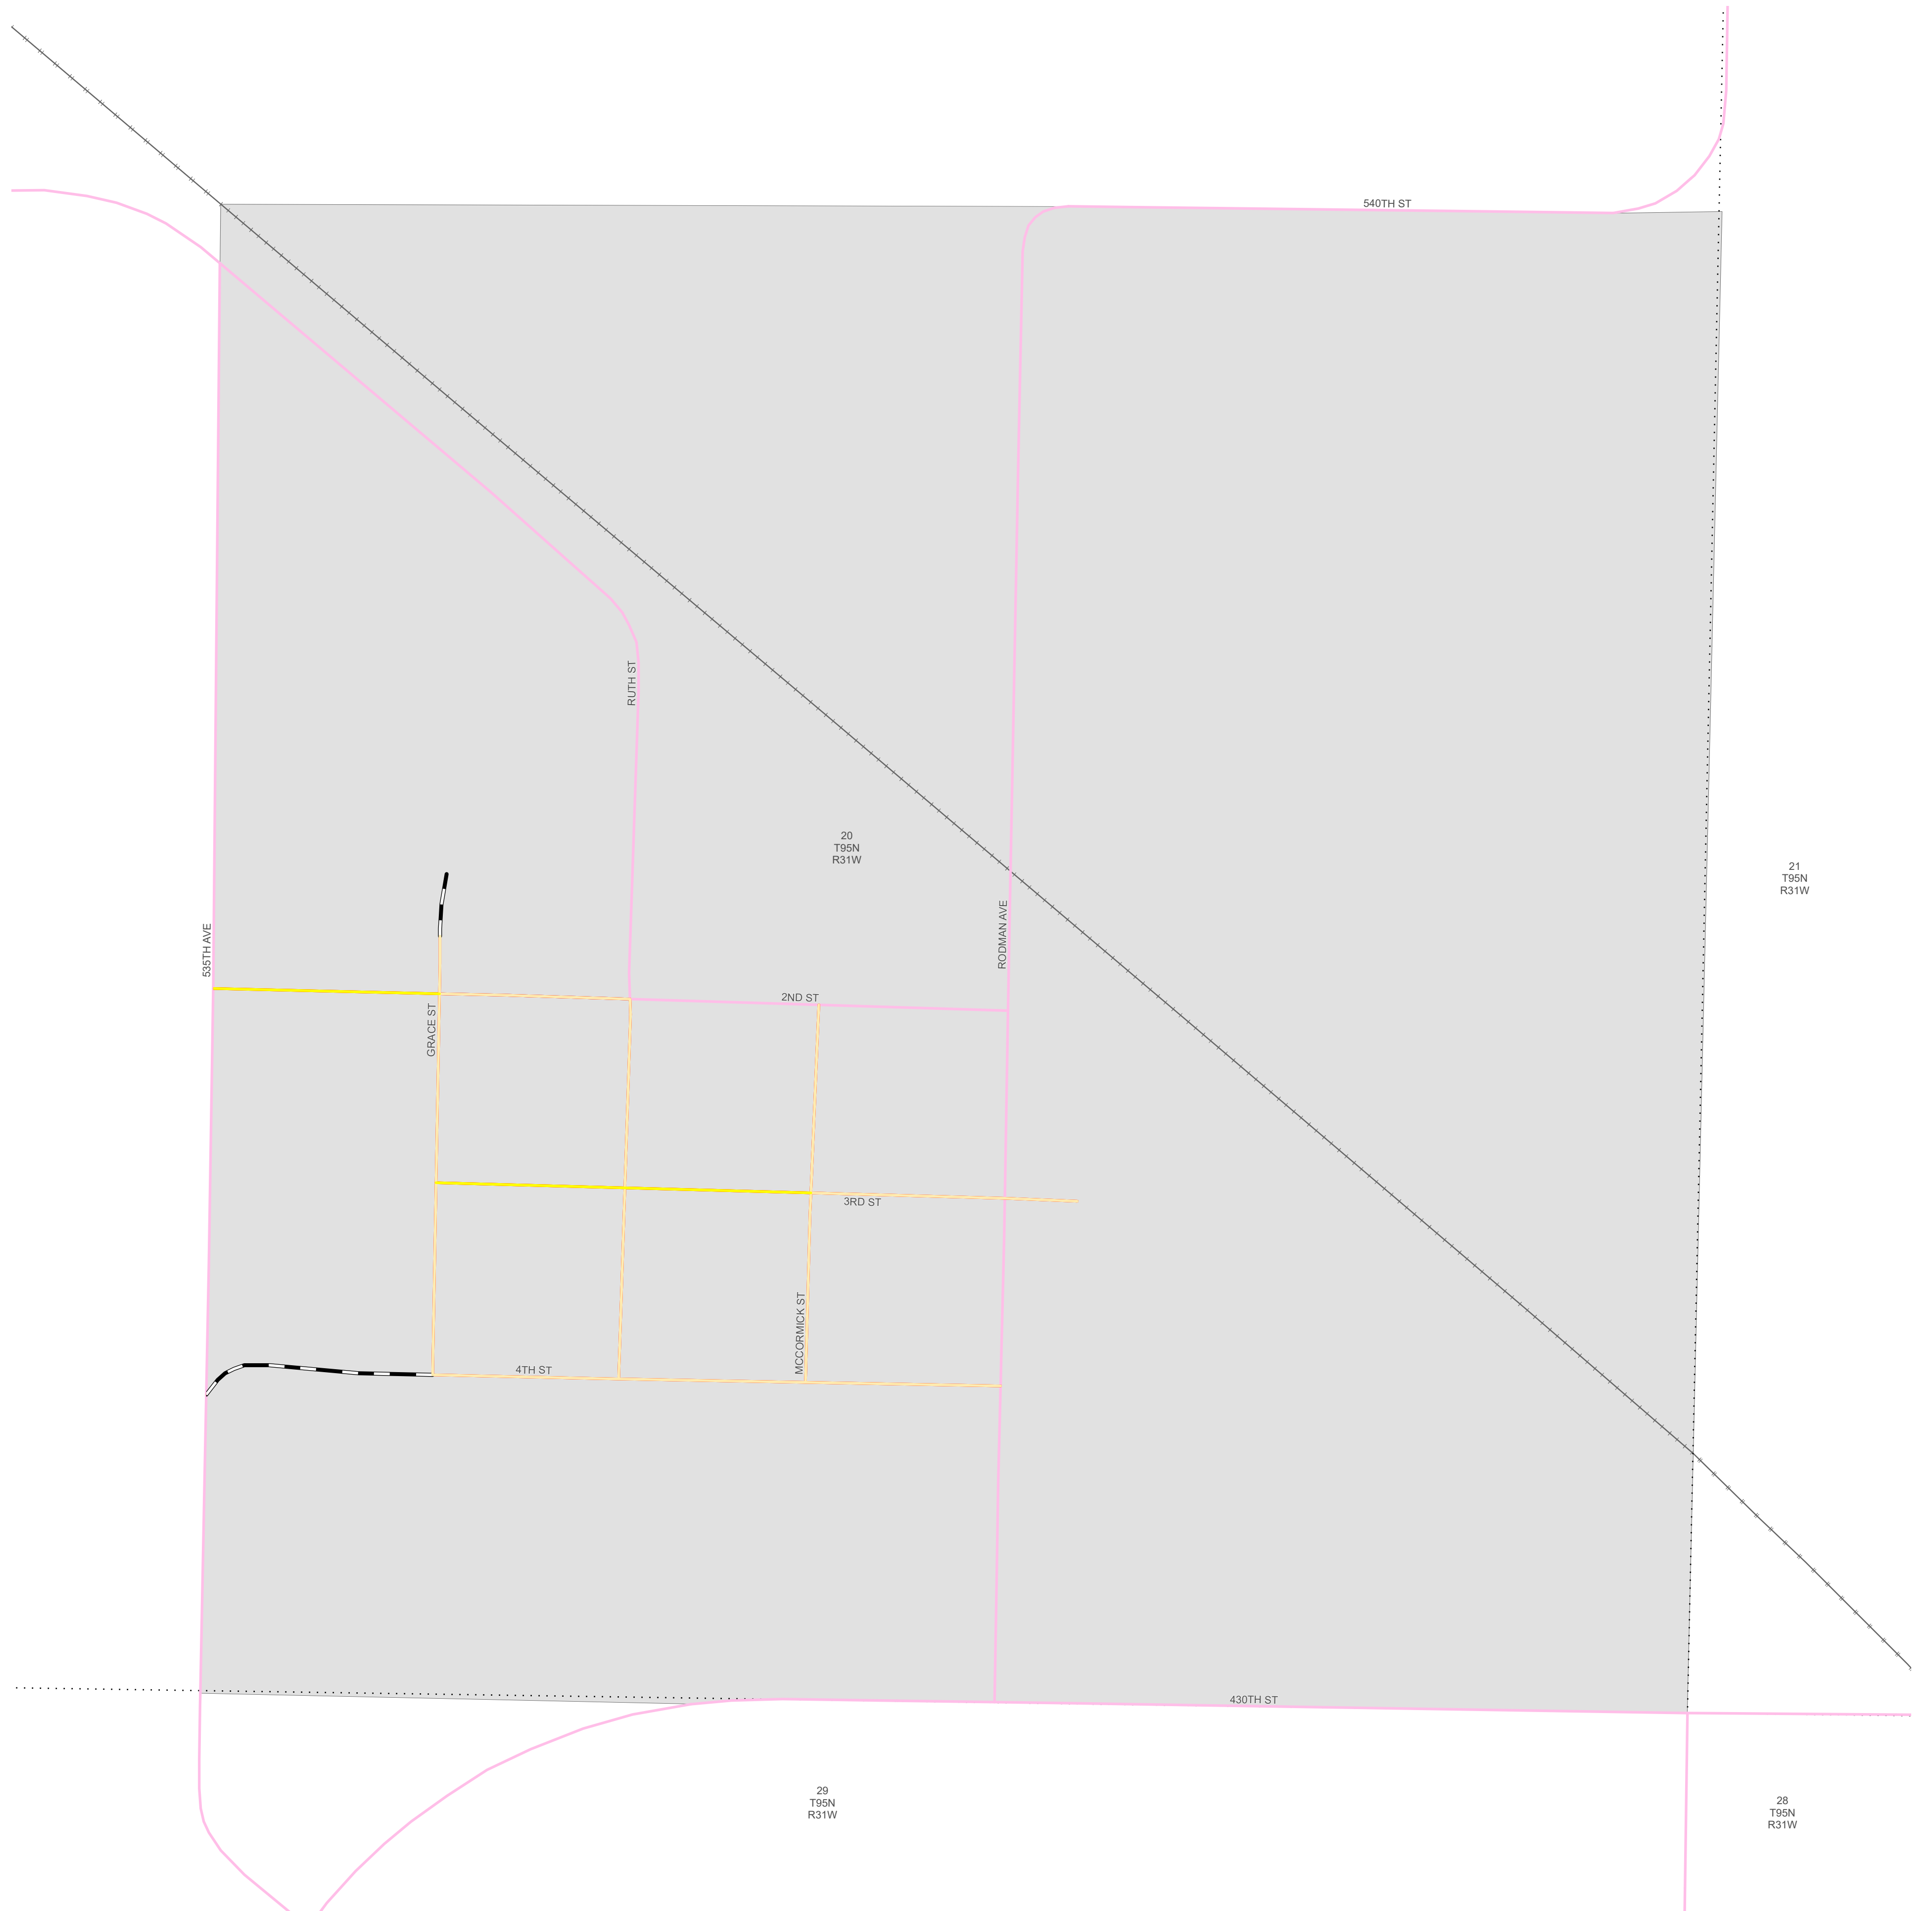 540TH ST
RUTH ST
20
T95N
R31W
21
T95N
R31W
535TH AVE
RODMAN AVE
2ND ST
GRACE ST
3RD ST
MCCORMICK ST
4TH ST
430TH ST
29
T95N
R31W
28
T95N
R31W